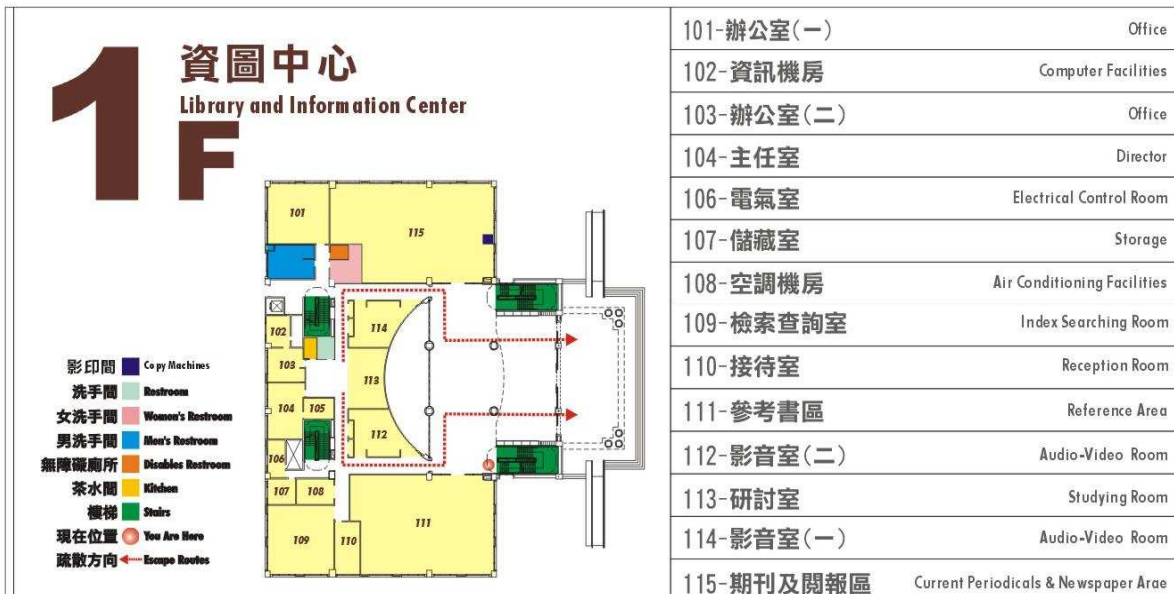 1F
資圖中心
Library and Information Center
101
115
114
102
103
113
104
105
112
106
107
108
109
110
111
影印間 Copy Machines
洗手間 Restroom
女洗手間 Women's Restroom
男洗手間 Men's Restroom
無障礙廁所 Disables Restroom
茶水間 Kitchen
樓梯 Stairs
現在位置 You Are Here
疏散方向 Escape Routes
101-辦公室(一) Office
102-資訊機房 Computer Facilities
103-辦公室(二) Office
104-主任室 Director
106-電氣室 Electrical Control Room
107-儲藏室 Storage
108-空調機房 Air Conditioning Facilities
109-檢索查詢室 Index Searching Room
110-接待室 Reception Room
111-參考書區 Reference Area
112-影音室(二) Audio-Video Room
113-研討室 Studying Room
114-影音室(一) Audio-Video Room
115-期刊及閱報區 Current Periodicals & Newspaper Arae